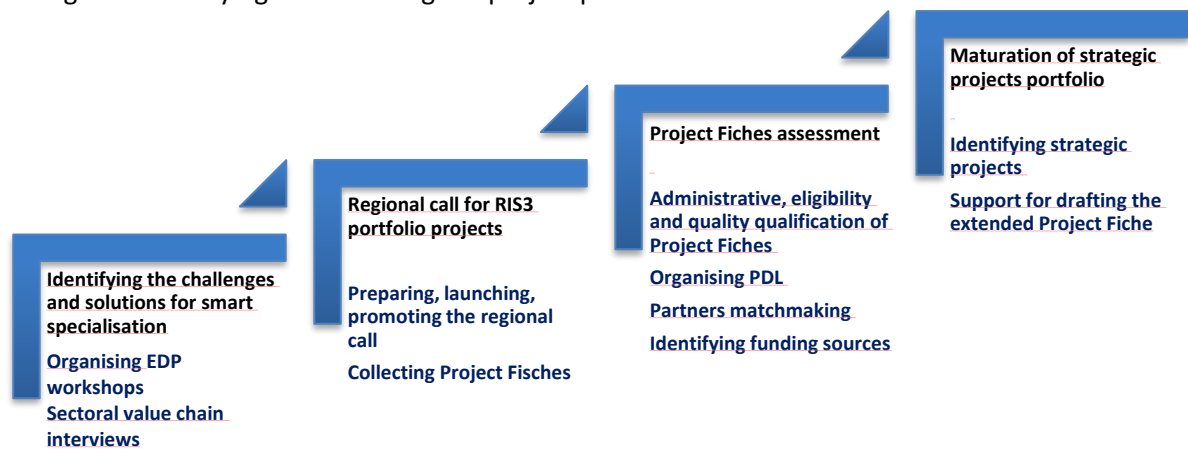 Identifying the challenges
and solutions for smart
specialisation
Organising EDP
workshops
Sectoral value chain
interviews
Regional call for RIS3
portfolio projects
Preparing, launching,
promoting the regional
call
Collecting Project Fisches
Project Fiches assessment
Administrative, eligibility
and quality qualification of
Project Fiches
Organising PDL
Partners matchmaking
Identifying funding sources
Maturation of strategic
projects portfolio
Identifying strategic
projects
Support for drafting the
extended Project Fiche